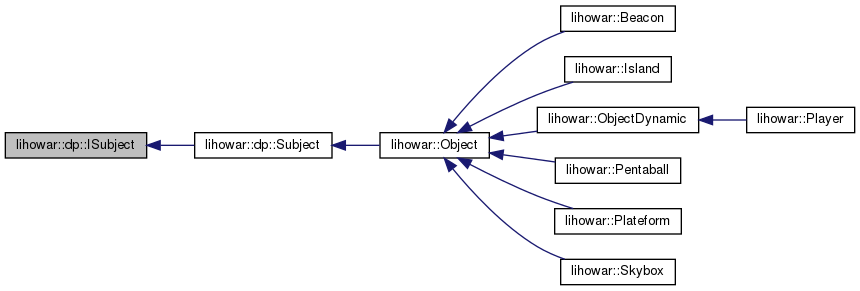 lihowar::dp::ISubject
lihowar::dp::Subject
lihowar::Object
lihowar::Beacon
lihowar::Island
lihowar::ObjectDynamic
lihowar::Player
lihowar::Pentaball
lihowar::Plateform
lihowar::Skybox